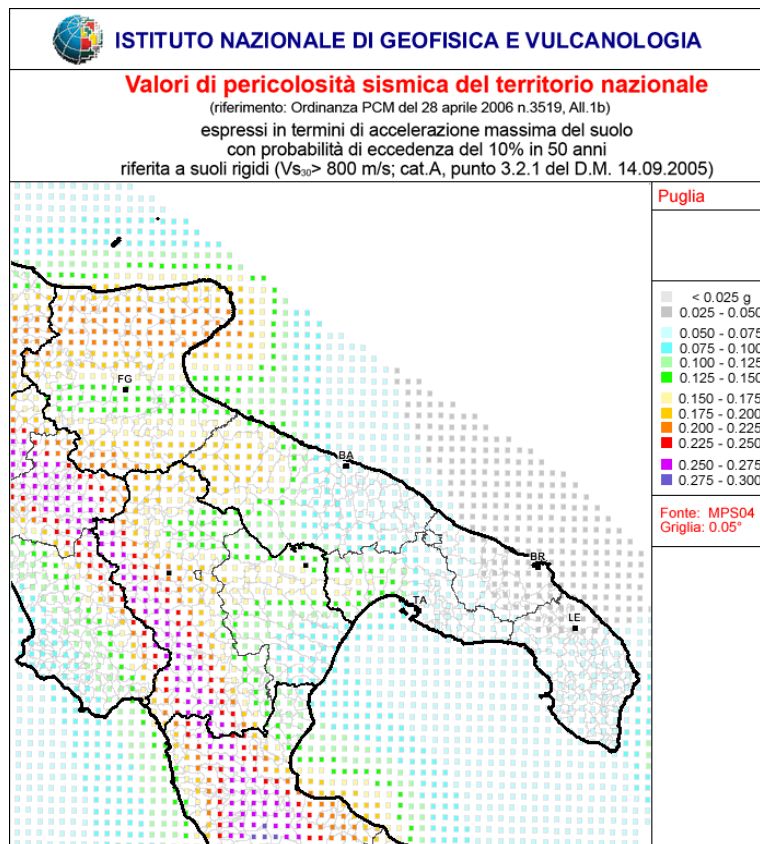 ISTITUTO NAZIONALE DI GEOFISICA E VULCANOLOGIA
Valori di pericolosità sismica del territorio nazionale
(riferimento: Ordinanza PCM del 28 aprile 2006 n.3519, All.1b)
espressi in termini di accelerazione massima del suolo
con probabilità di eccedenza del 10% in 50 anni
riferita a suoli rigidi (Vs₃₀> 800 m/s; cat.A, punto 3.2.1 del D.M. 14.09.2005)
Puglia
< 0.025 g
0.025 - 0.050
0.050 - 0.075
0.075 - 0.100
0.100 - 0.125
0.125 - 0.150
0.150 - 0.175
0.175 - 0.200
0.200 - 0.225
0.225 - 0.250
0.250 - 0.275
0.275 - 0.300
Fonte: MPS04
Griglia: 0.05°
FG
BA
BR
TA
LE